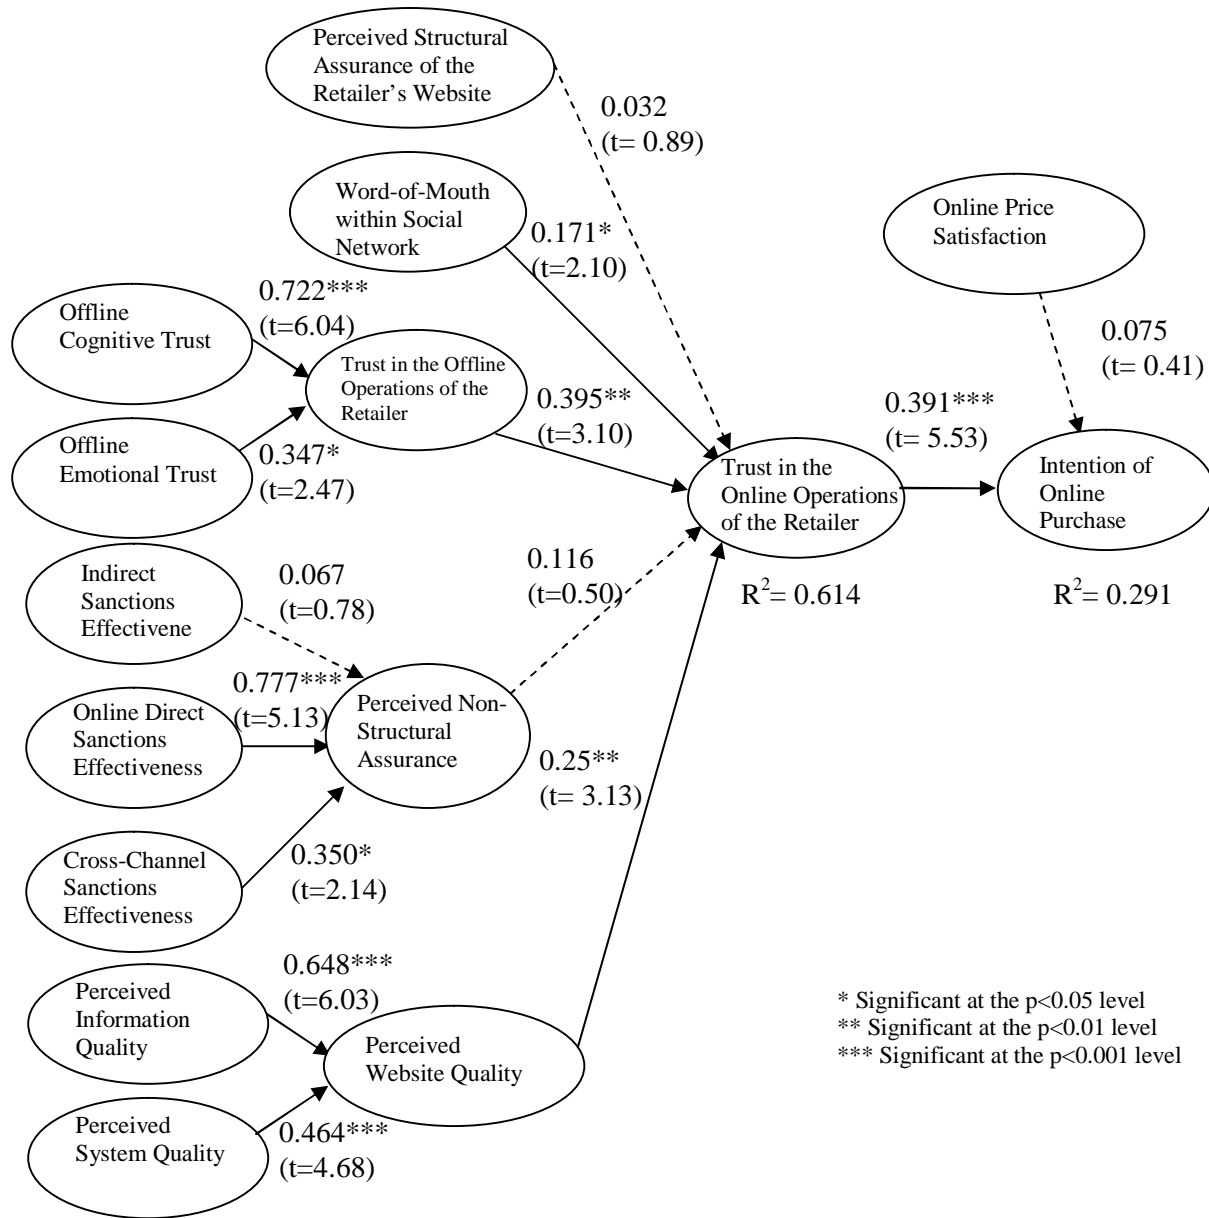 Perceived Structural
Assurance of the
Retailer's Website
0.032
(t= 0.89)
Word-of-Mouth
within Social
Network
0.171*
(t=2.10)
Online Price
Satisfaction
0.075
(t= 0.41)
Offline
Cognitive Trust
0.722***
(t=6.04)
Trust in the Offline
Operations of the
Retailer
0.395**
(t=3.10)
0.391***
(t= 5.53)
Offline
Emotional Trust
0.347*
(t=2.47)
Trust in the
Online Operations
of the Retailer
Intention of
Online
Purchase
R²= 0.614
R²= 0.291
Indirect
Sanctions
Effectivene
0.067
(t=0.78)
0.116
(t=0.50)
Online Direct
Sanctions
Effectiveness
0.777***
(t=5.13)
Perceived Non-
Structural
Assurance
0.25**
(t= 3.13)
Cross-Channel
Sanctions
Effectiveness
0.350*
(t=2.14)
Perceived
Information
Quality
0.648***
(t=6.03)
Perceived
Website Quality
Perceived
System Quality
0.464***
(t=4.68)
* Significant at the p<0.05 level
** Significant at the p<0.01 level
*** Significant at the p<0.001 level